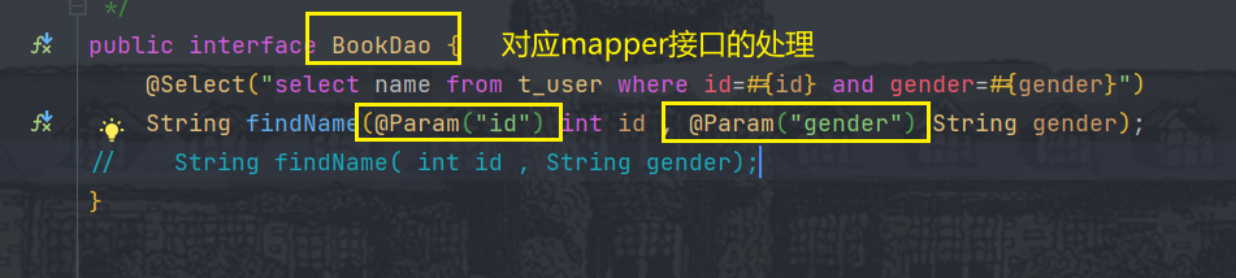 */
public interface BookDao { 对应mapper接口的处理
@Select("select name from t_user where id=#{id} and gender=#{gender}")
String findName(@Param("id") int id , @Param("gender") String gender);
//    String findName( int id , String gender);
}